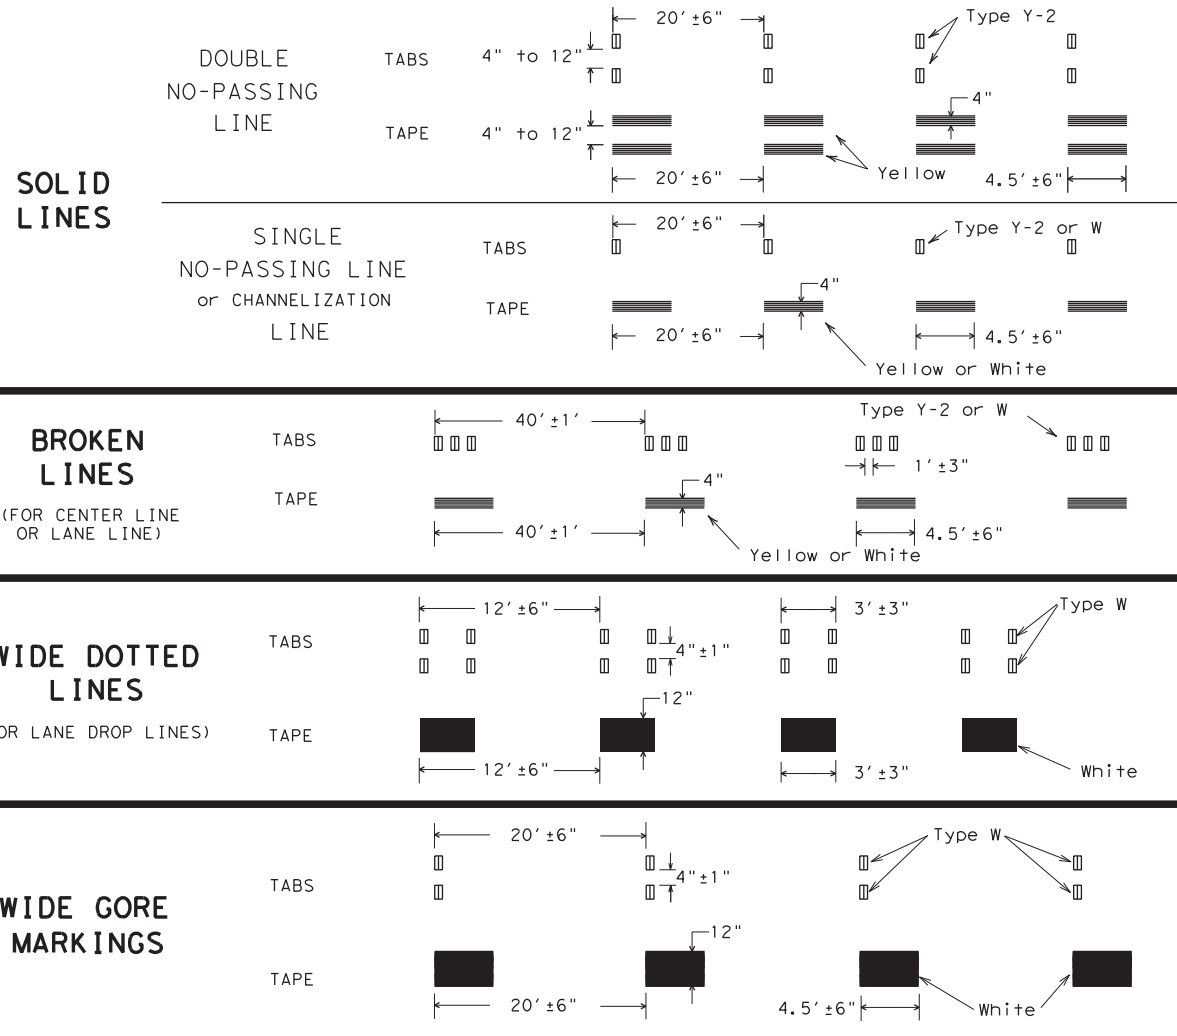 SOLID
LINES
DOUBLE
NO-PASSING
LINE
TABS
4" to 12"
20' ±6"
Type Y-2
TAPE
4" to 12"
4"
20' ±6"
Yellow
4.5' ±6"
SINGLE
NO-PASSING LINE
or CHANNELIZATION
LINE
TABS
20' ±6"
Type Y-2 or W
TAPE
4"
20' ±6"
4.5' ±6"
Yellow or White
BROKEN
LINES
(FOR CENTER LINE
OR LANE LINE)
TABS
40' ±1'
Type Y-2 or W
1' ±3"
TAPE
4"
40' ±1'
4.5' ±6"
Yellow or White
WIDE DOTTED
LINES
OR LANE DROP LINES)
TABS
12' ±6"
3' ±3"
Type W
4" ±1"
TAPE
12"
12' ±6"
3' ±3"
White
WIDE GORE
MARKINGS
TABS
20' ±6"
Type W
4" ±1"
TAPE
12"
20' ±6"
4.5' ±6"
White